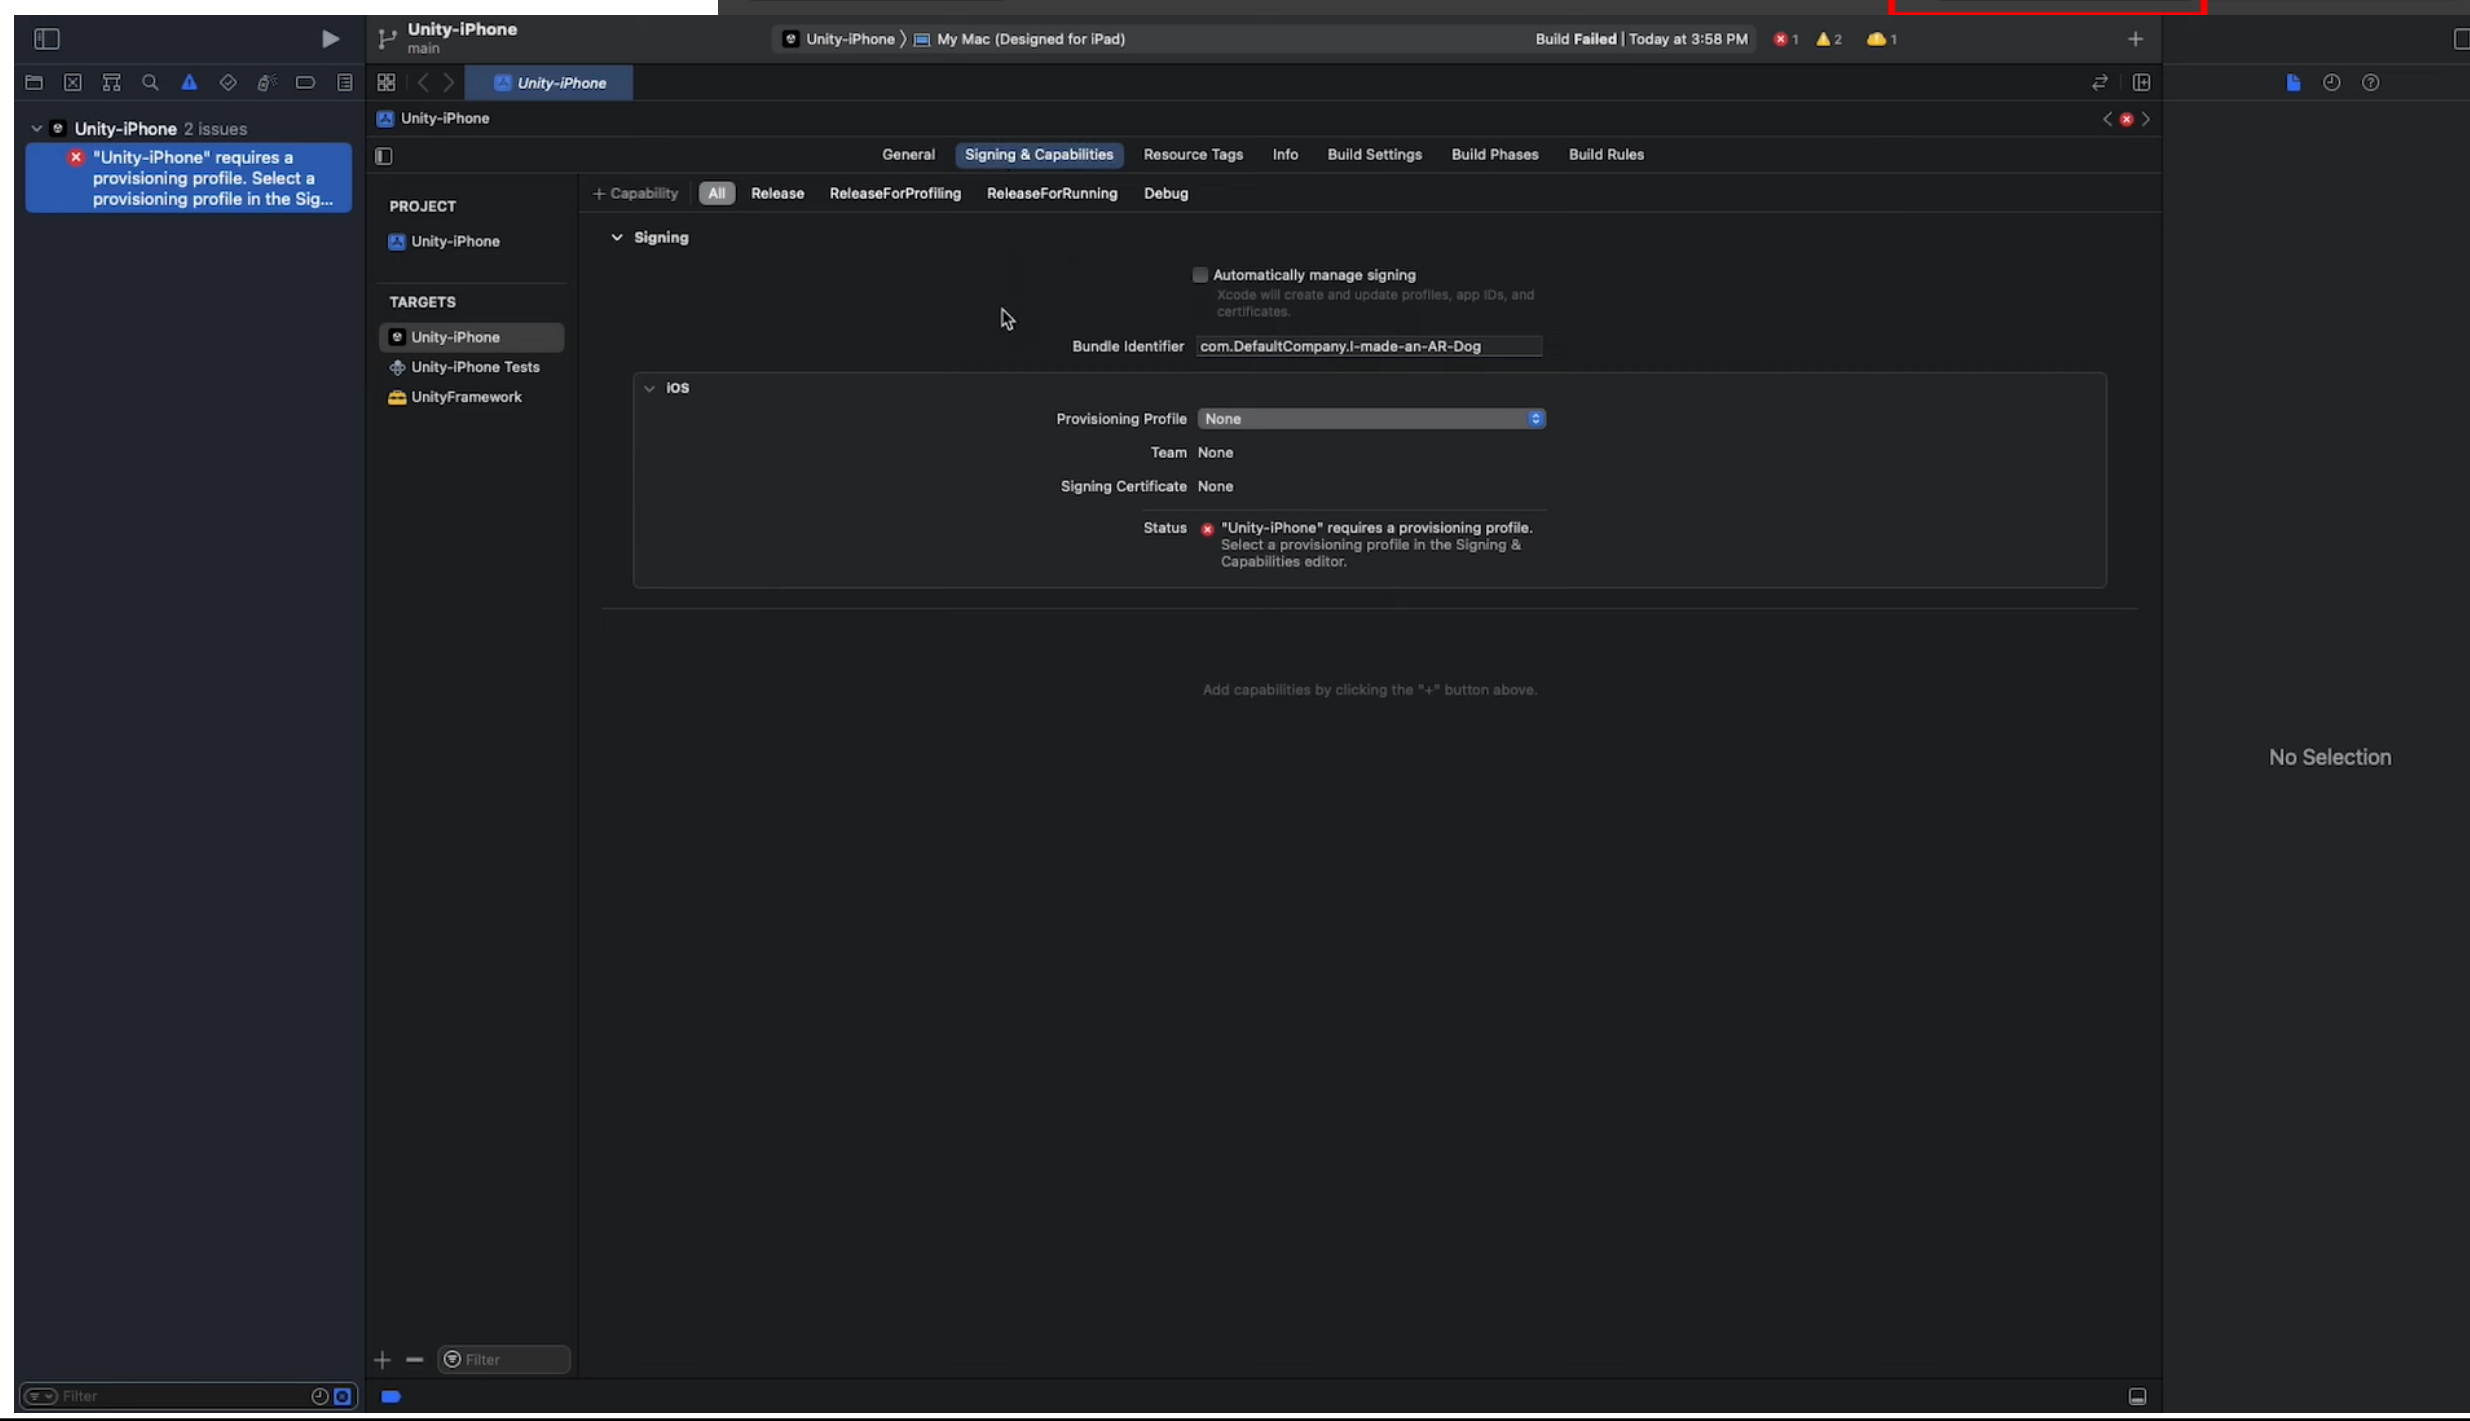 Unity-iPhone
main
Unity-iPhone 〉 My Mac (Designed for iPad)
Build Failed | Today at 3:58 PM
1
2
1
Unity-iPhone
Unity-iPhone 2 issues
"Unity-iPhone" requires a
provisioning profile. Select a
provisioning profile in the Sig...
Unity-iPhone
General Signing & Capabilities Resource Tags Info Build Settings Build Phases Build Rules
+ Capability All Release ReleaseForProfiling ReleaseForRunning Debug
PROJECT
Unity-iPhone
TARGETS
Unity-iPhone
Unity-iPhone Tests
UnityFramework
Signing
Automatically manage signing
Xcode will create and update profiles, app IDs, and
certificates.
Bundle Identifier com.DefaultCompany.I-made-an-AR-Dog
iOS
Provisioning Profile None
Team None
Signing Certificate None
Status "Unity-iPhone" requires a provisioning profile.
Select a provisioning profile in the Signing &
Capabilities editor.
Add capabilities by clicking the "+" button above.
No Selection
Filter
Filter